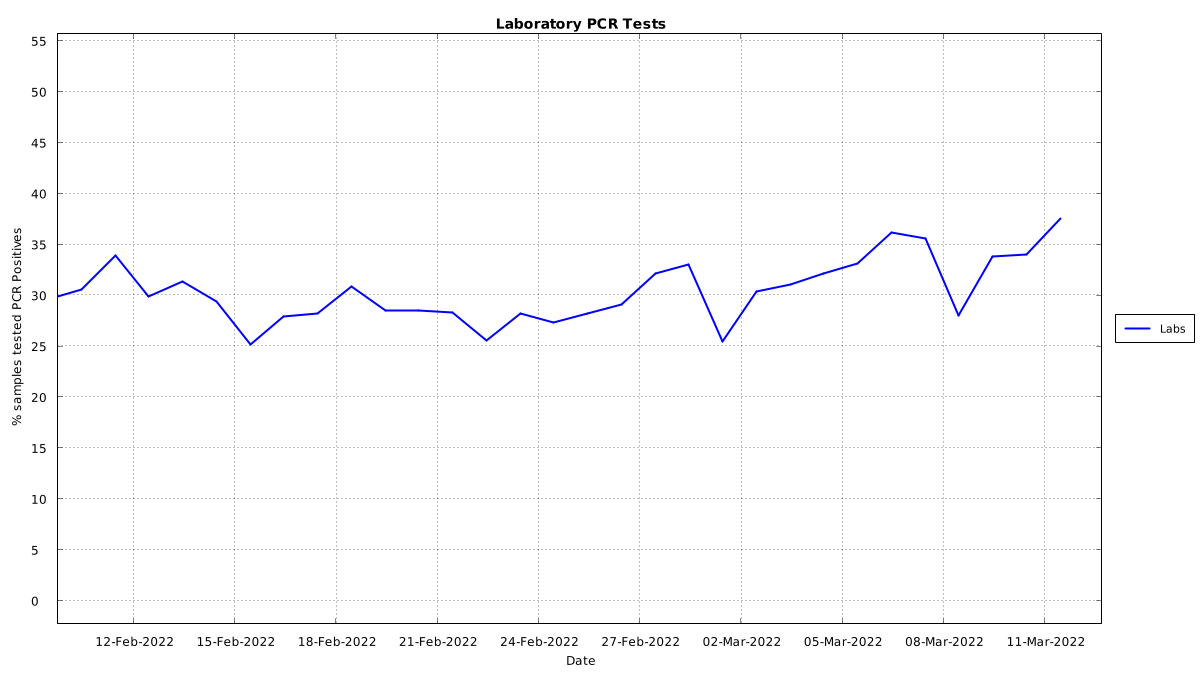 Laboratory PCR Tests
55
50
45
40
35
30
25
20
15
10
5
0
% samples tested PCR Positives
Labs
12-Feb-2022 15-Feb-2022 18-Feb-2022 21-Feb-2022 24-Feb-2022 27-Feb-2022 02-Mar-2022 05-Mar-2022 08-Mar-2022 11-Mar-2022
Date